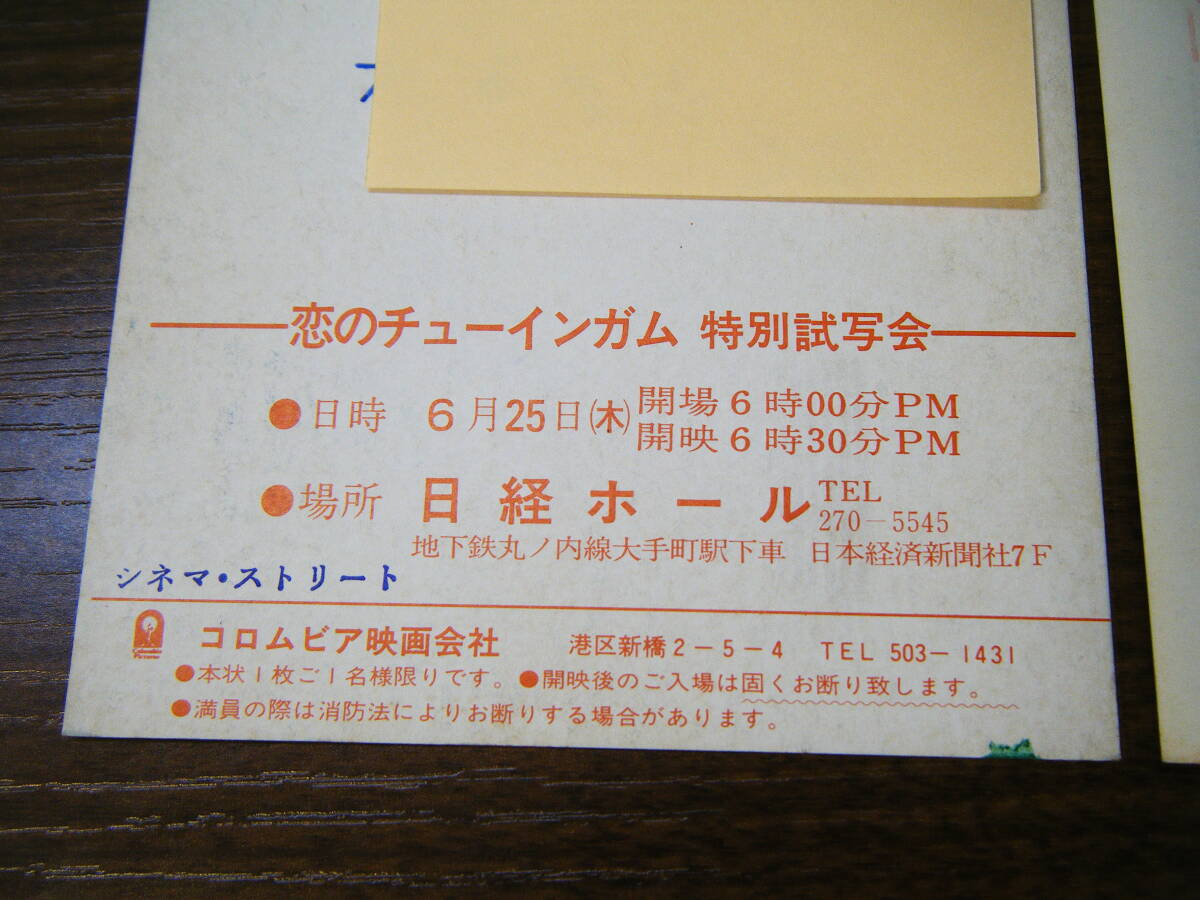 恋のチューインガム 特別試写会
●日時 6月25日(木) 開場6時00分PM
開映6時30分PM
●場所 日経ホール TEL
270-5545
地下鉄丸ノ内線大手町駅下車 日本経済新聞社7F
シネマ・ストリート
Columbia Pictures
コロムビア映画会社 港区新橋2-5-4 TEL 503-1431
●本状1枚ご1名様限りです。●開映後のご入場は固くお断り致します。
●満員の際は消防法によりお断りする場合があります。